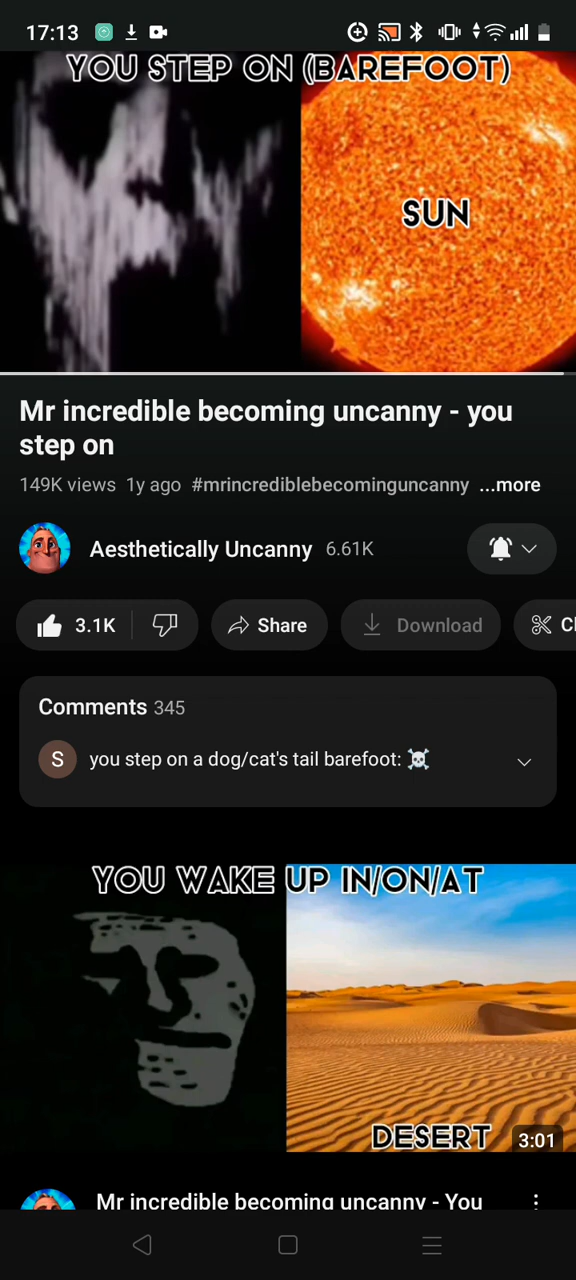 17:13
YOU STEP ON (BAREFOOT)
SUN
Mr incredible becoming uncanny - you
step on
149K views 1y ago #mrincrediblebecominguncanny ...more
Aesthetically Uncanny 6.61K
3.1K Share Download
Comments 345
S you step on a dog/cat's tail barefoot: ☠️
YOU WAKE UP IN/ON/AT
DESERT 3:01
Mr incredible becoming uncanny - You